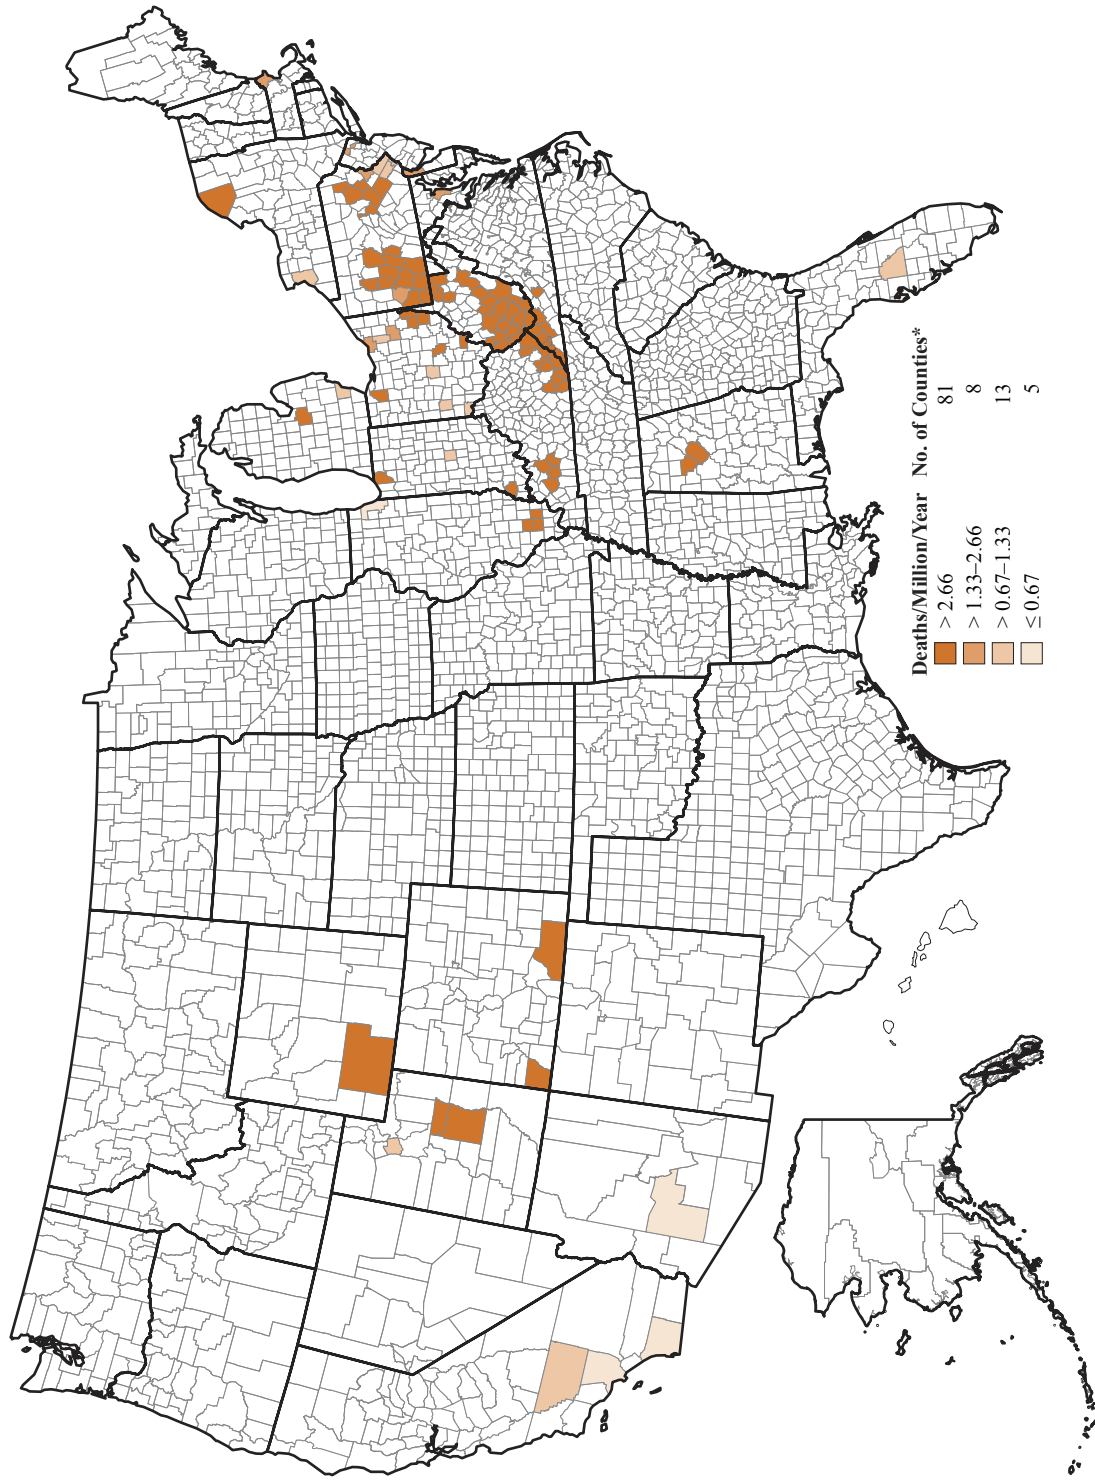 Deaths/Million/Year No. of Counties*
> 2.66 81
> 1.33–2.66 8
> 0.67–1.33 13
≤ 0.67 5